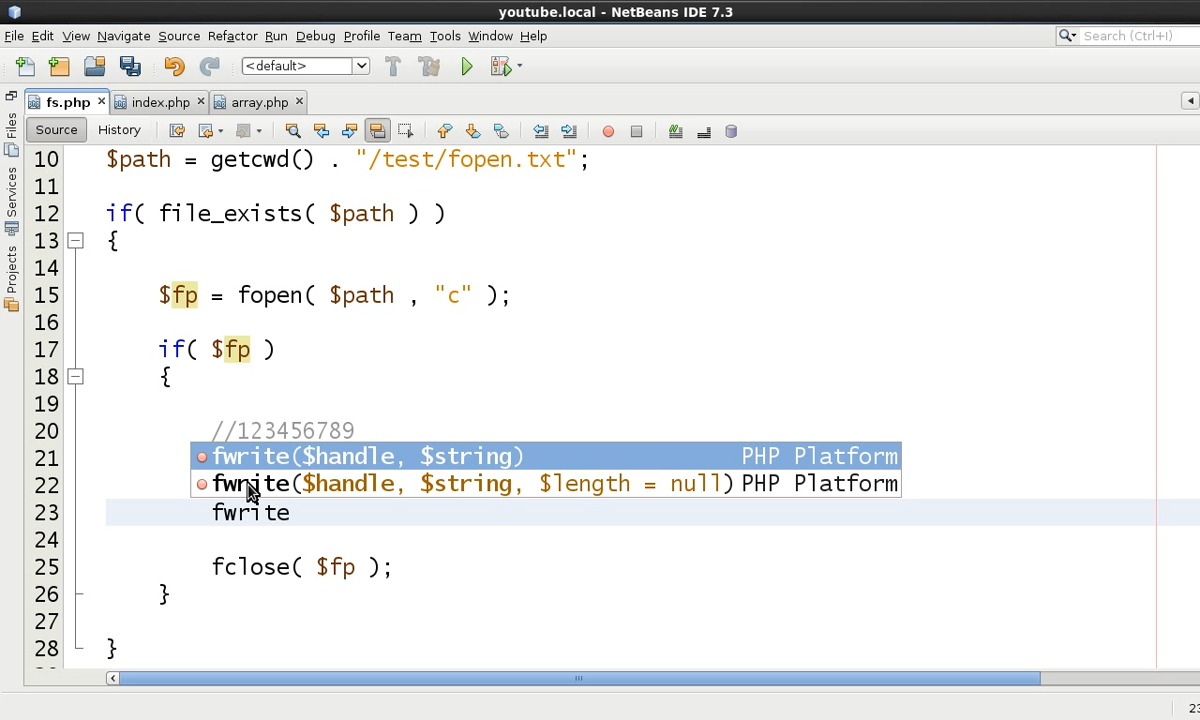 youtube.local - NetBeans IDE 7.3
File Edit View Navigate Source Refactor Run Debug Profile Team Tools Window Help
Search (Ctrl+I)
<default>
fs.php index.php array.php
Source History
Files
Services
Projects
10 $path = getcwd() . "/test/fopen.txt";
11
12 if( file_exists( $path ) )
13 {
14
15 $fp = fopen( $path , "c" );
16
17 if( $fp )
18 {
19
20 //123456789
21 fwrite($handle, $string) PHP Platform
22 fwrite($handle, $string, $length = null) PHP Platform
23 fwrite
24
25 fclose( $fp );
26 }
27
28 }